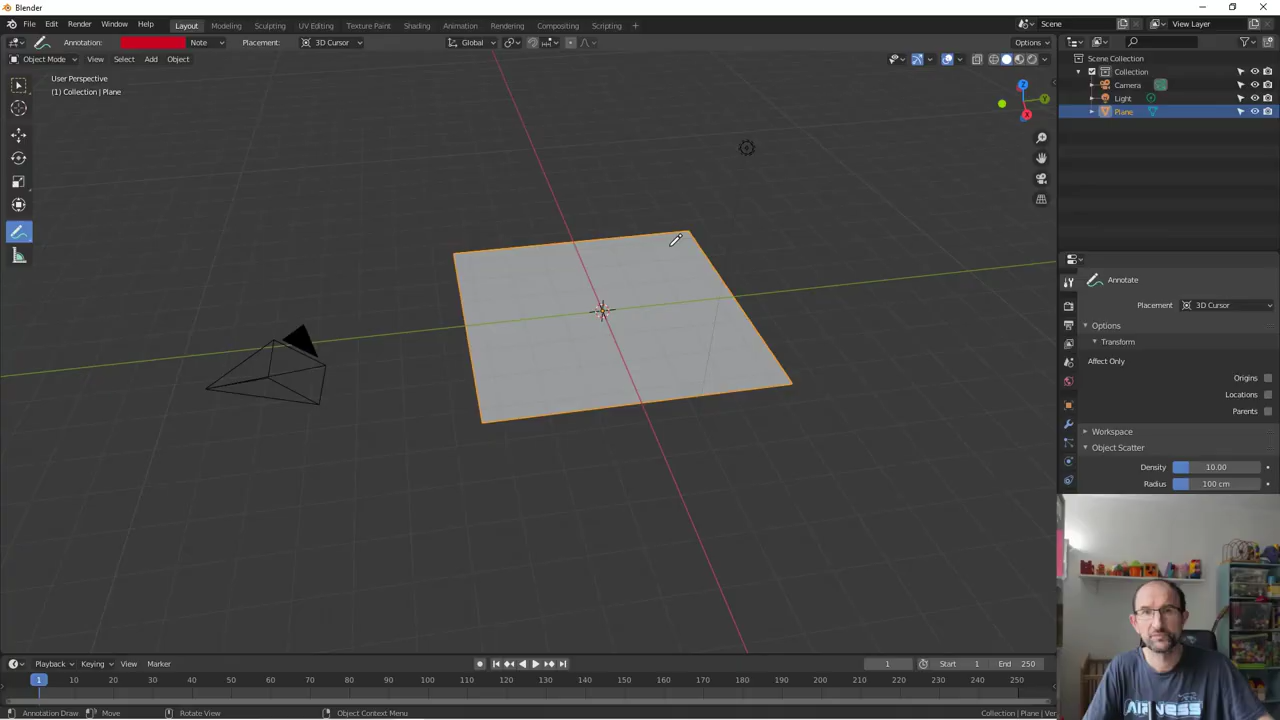 Blender
File Edit Render Window Help Layout Modeling Sculpting UV Editing Texture Paint Shading Animation Rendering Compositing Scripting + Scene View Layer
Annotation: Note Placement: 3D Cursor Global Options
Object Mode View Select Add Object
User Perspective
(1) Collection | Plane
Z
Y
X
Scene Collection
Collection
Camera
Light
Plane
Annotate
Placement 3D Cursor
Options
Transform
Affect Only
Origins
Locations
Parents
Workspace
Object Scatter
Density 10.00
Radius 100 cm
Playback Keying View Marker 1 Start 1 End 250
1 10 20 30 40 50 60 70 80 90 100 110 120 130 140 150 160 170 180 190 200 210 220 230 240 250
Annotation Draw Move Rotate View Object Context Menu Collection | Plane | Ver